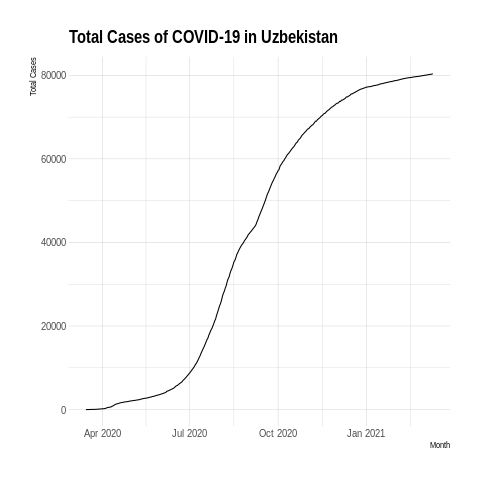 Total Cases of COVID-19 in Uzbekistan
Total Cases
80000
60000
40000
20000
0
Apr 2020 Jul 2020 Oct 2020 Jan 2021
Month